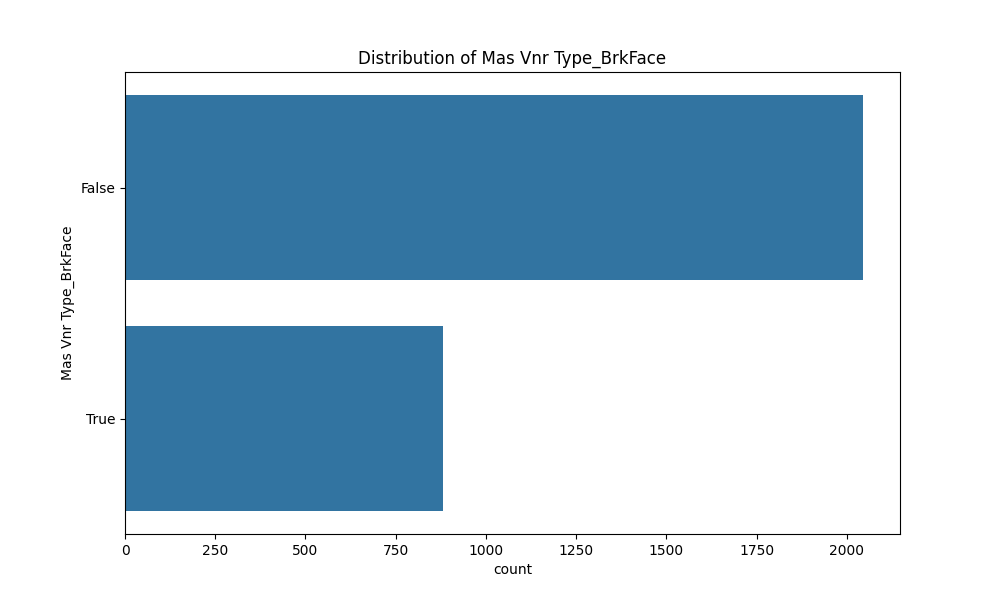 Distribution of Mas Vnr Type_BrkFace
Mas Vnr Type_BrkFace
False
True
0 250 500 750 1000 1250 1500 1750 2000
count